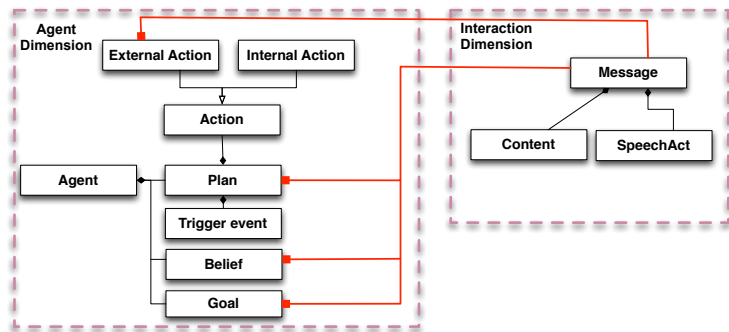 Agent
Dimension
External Action
Internal Action
Action
Agent
Plan
Trigger event
Belief
Goal
Interaction
Dimension
Message
Content
SpeechAct